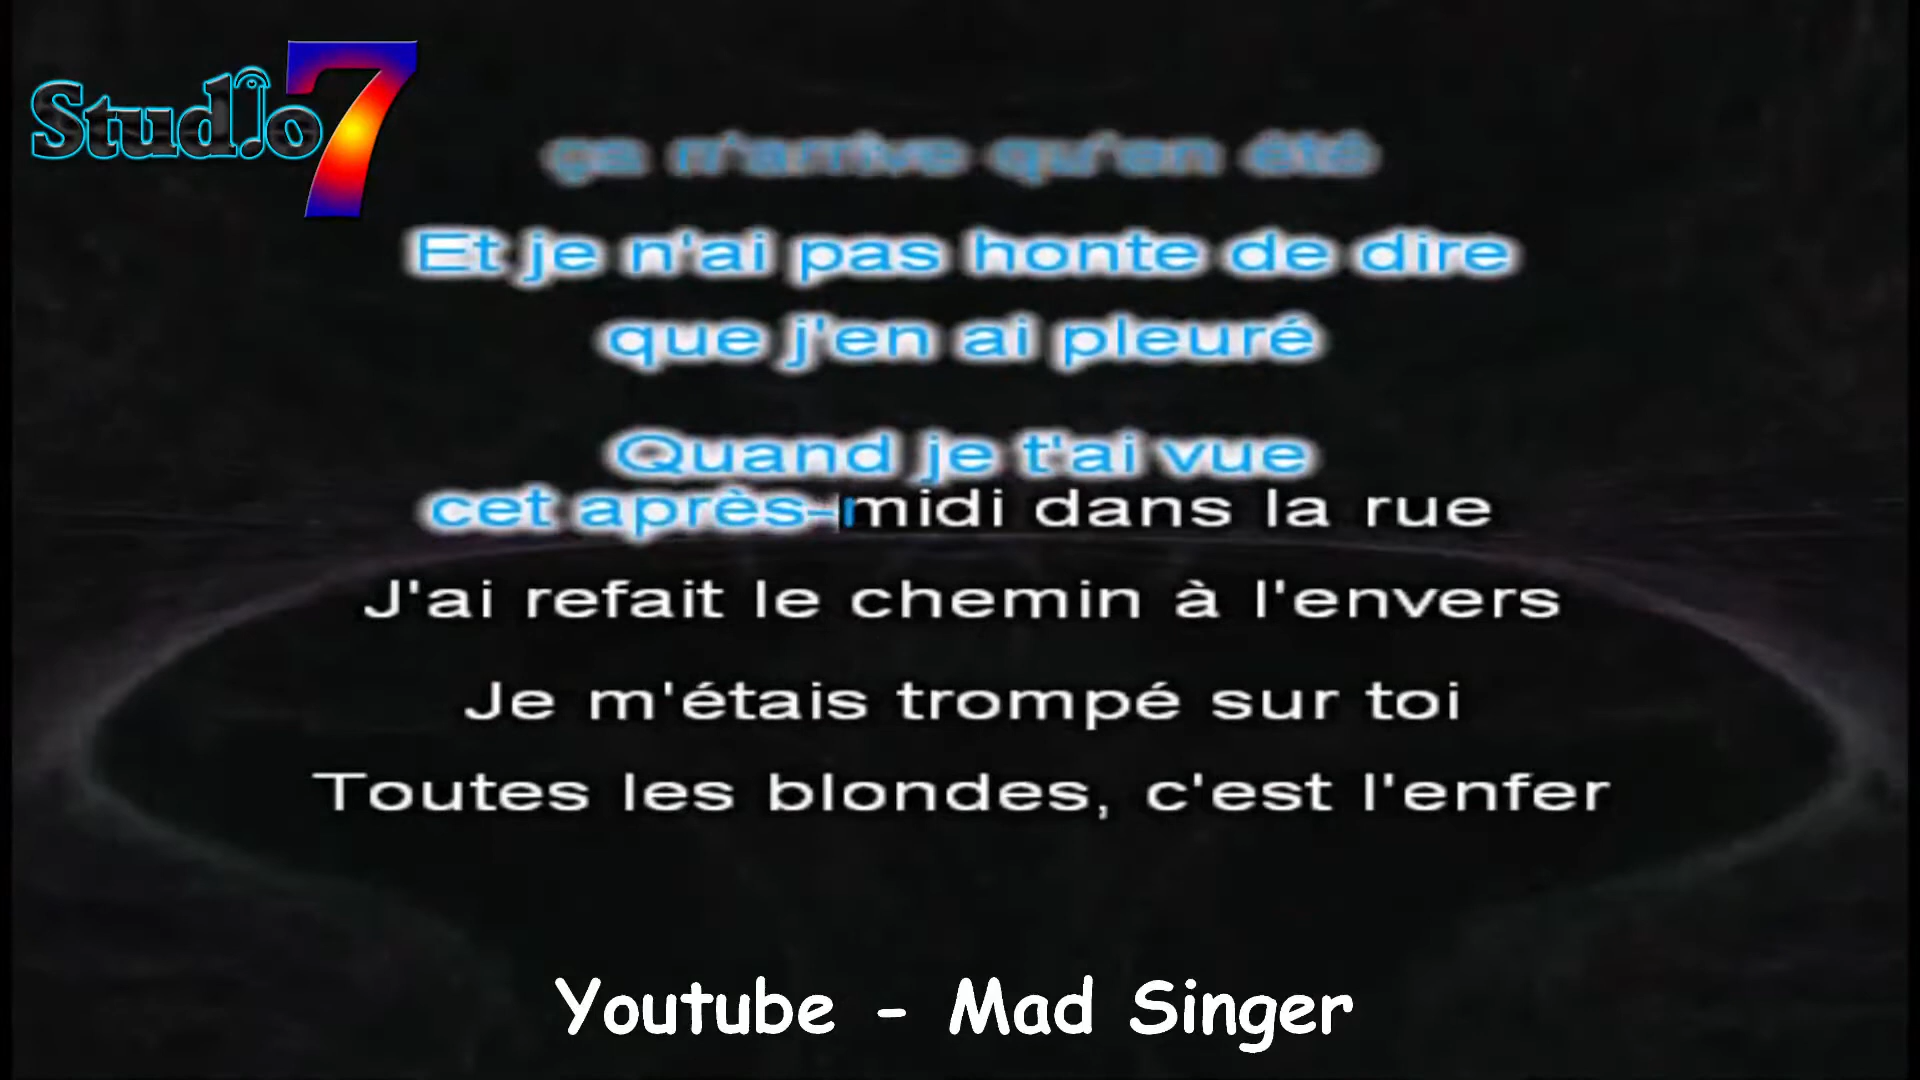 Studio7
ça n'arrive qu'en été
Et je n'ai pas honte de dire
que j'en ai pleuré
Quand je t'ai vue
cet après-midi dans la rue
J'ai refait le chemin à l'envers
Je m'étais trompé sur toi
Toutes les blondes, c'est l'enfer
Youtube - Mad Singer